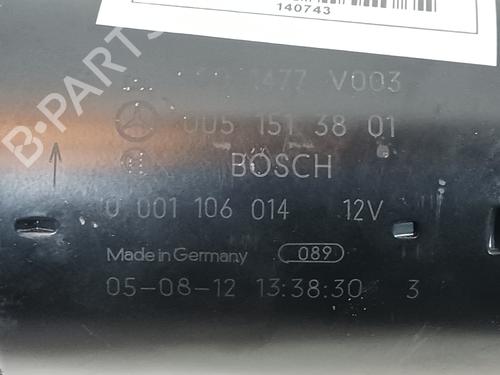 140743
1477 V003
005 151 38 01
BOSCH
0 001 106 014 12V
Made in Germany 089
05-08-12 13:38:30 3
B-PARTS